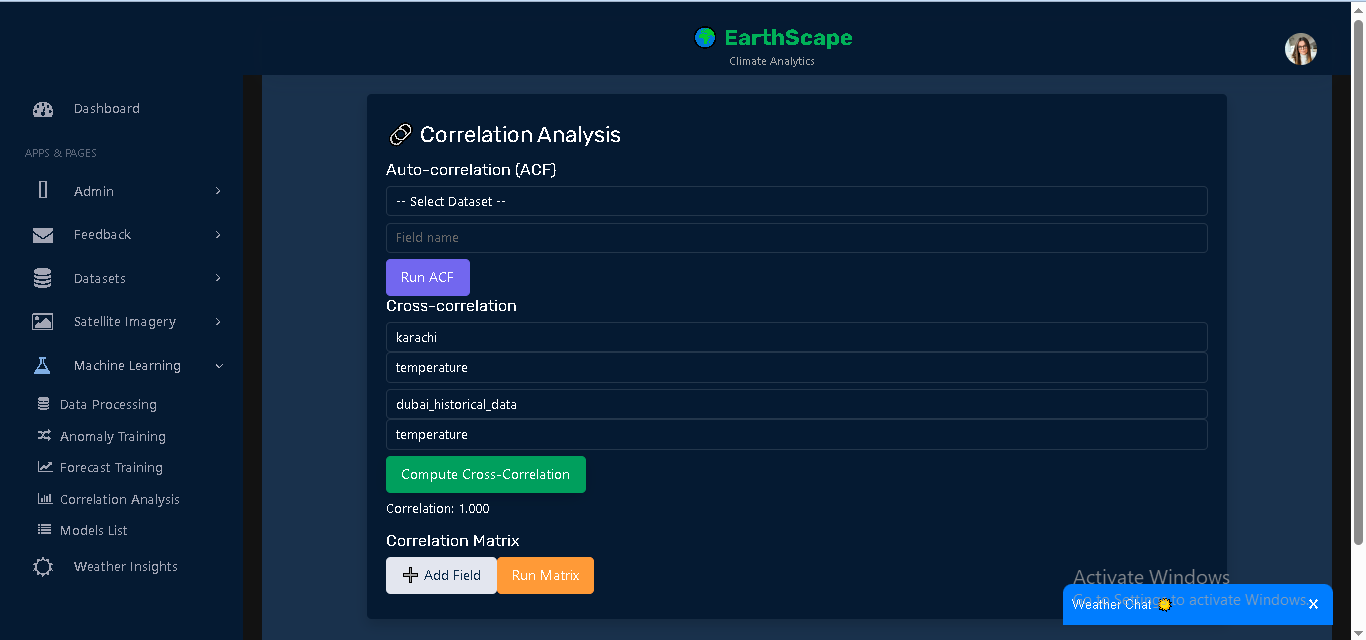 EarthScape
Climate Analytics
Dashboard
APPS & PAGES
Admin
Feedback
Datasets
Satellite Imagery
Machine Learning
Data Processing
Anomaly Training
Forecast Training
Correlation Analysis
Models List
Weather Insights
Correlation Analysis
Auto-correlation (ACF)
-- Select Dataset --
Field name
Run ACF
Cross-correlation
karachi
temperature
dubai_historical_data
temperature
Compute Cross-Correlation
Correlation: 1.000
Correlation Matrix
Add Field Run Matrix
Activate Windows
Go to Settings to activate Windows.
Weather Chat